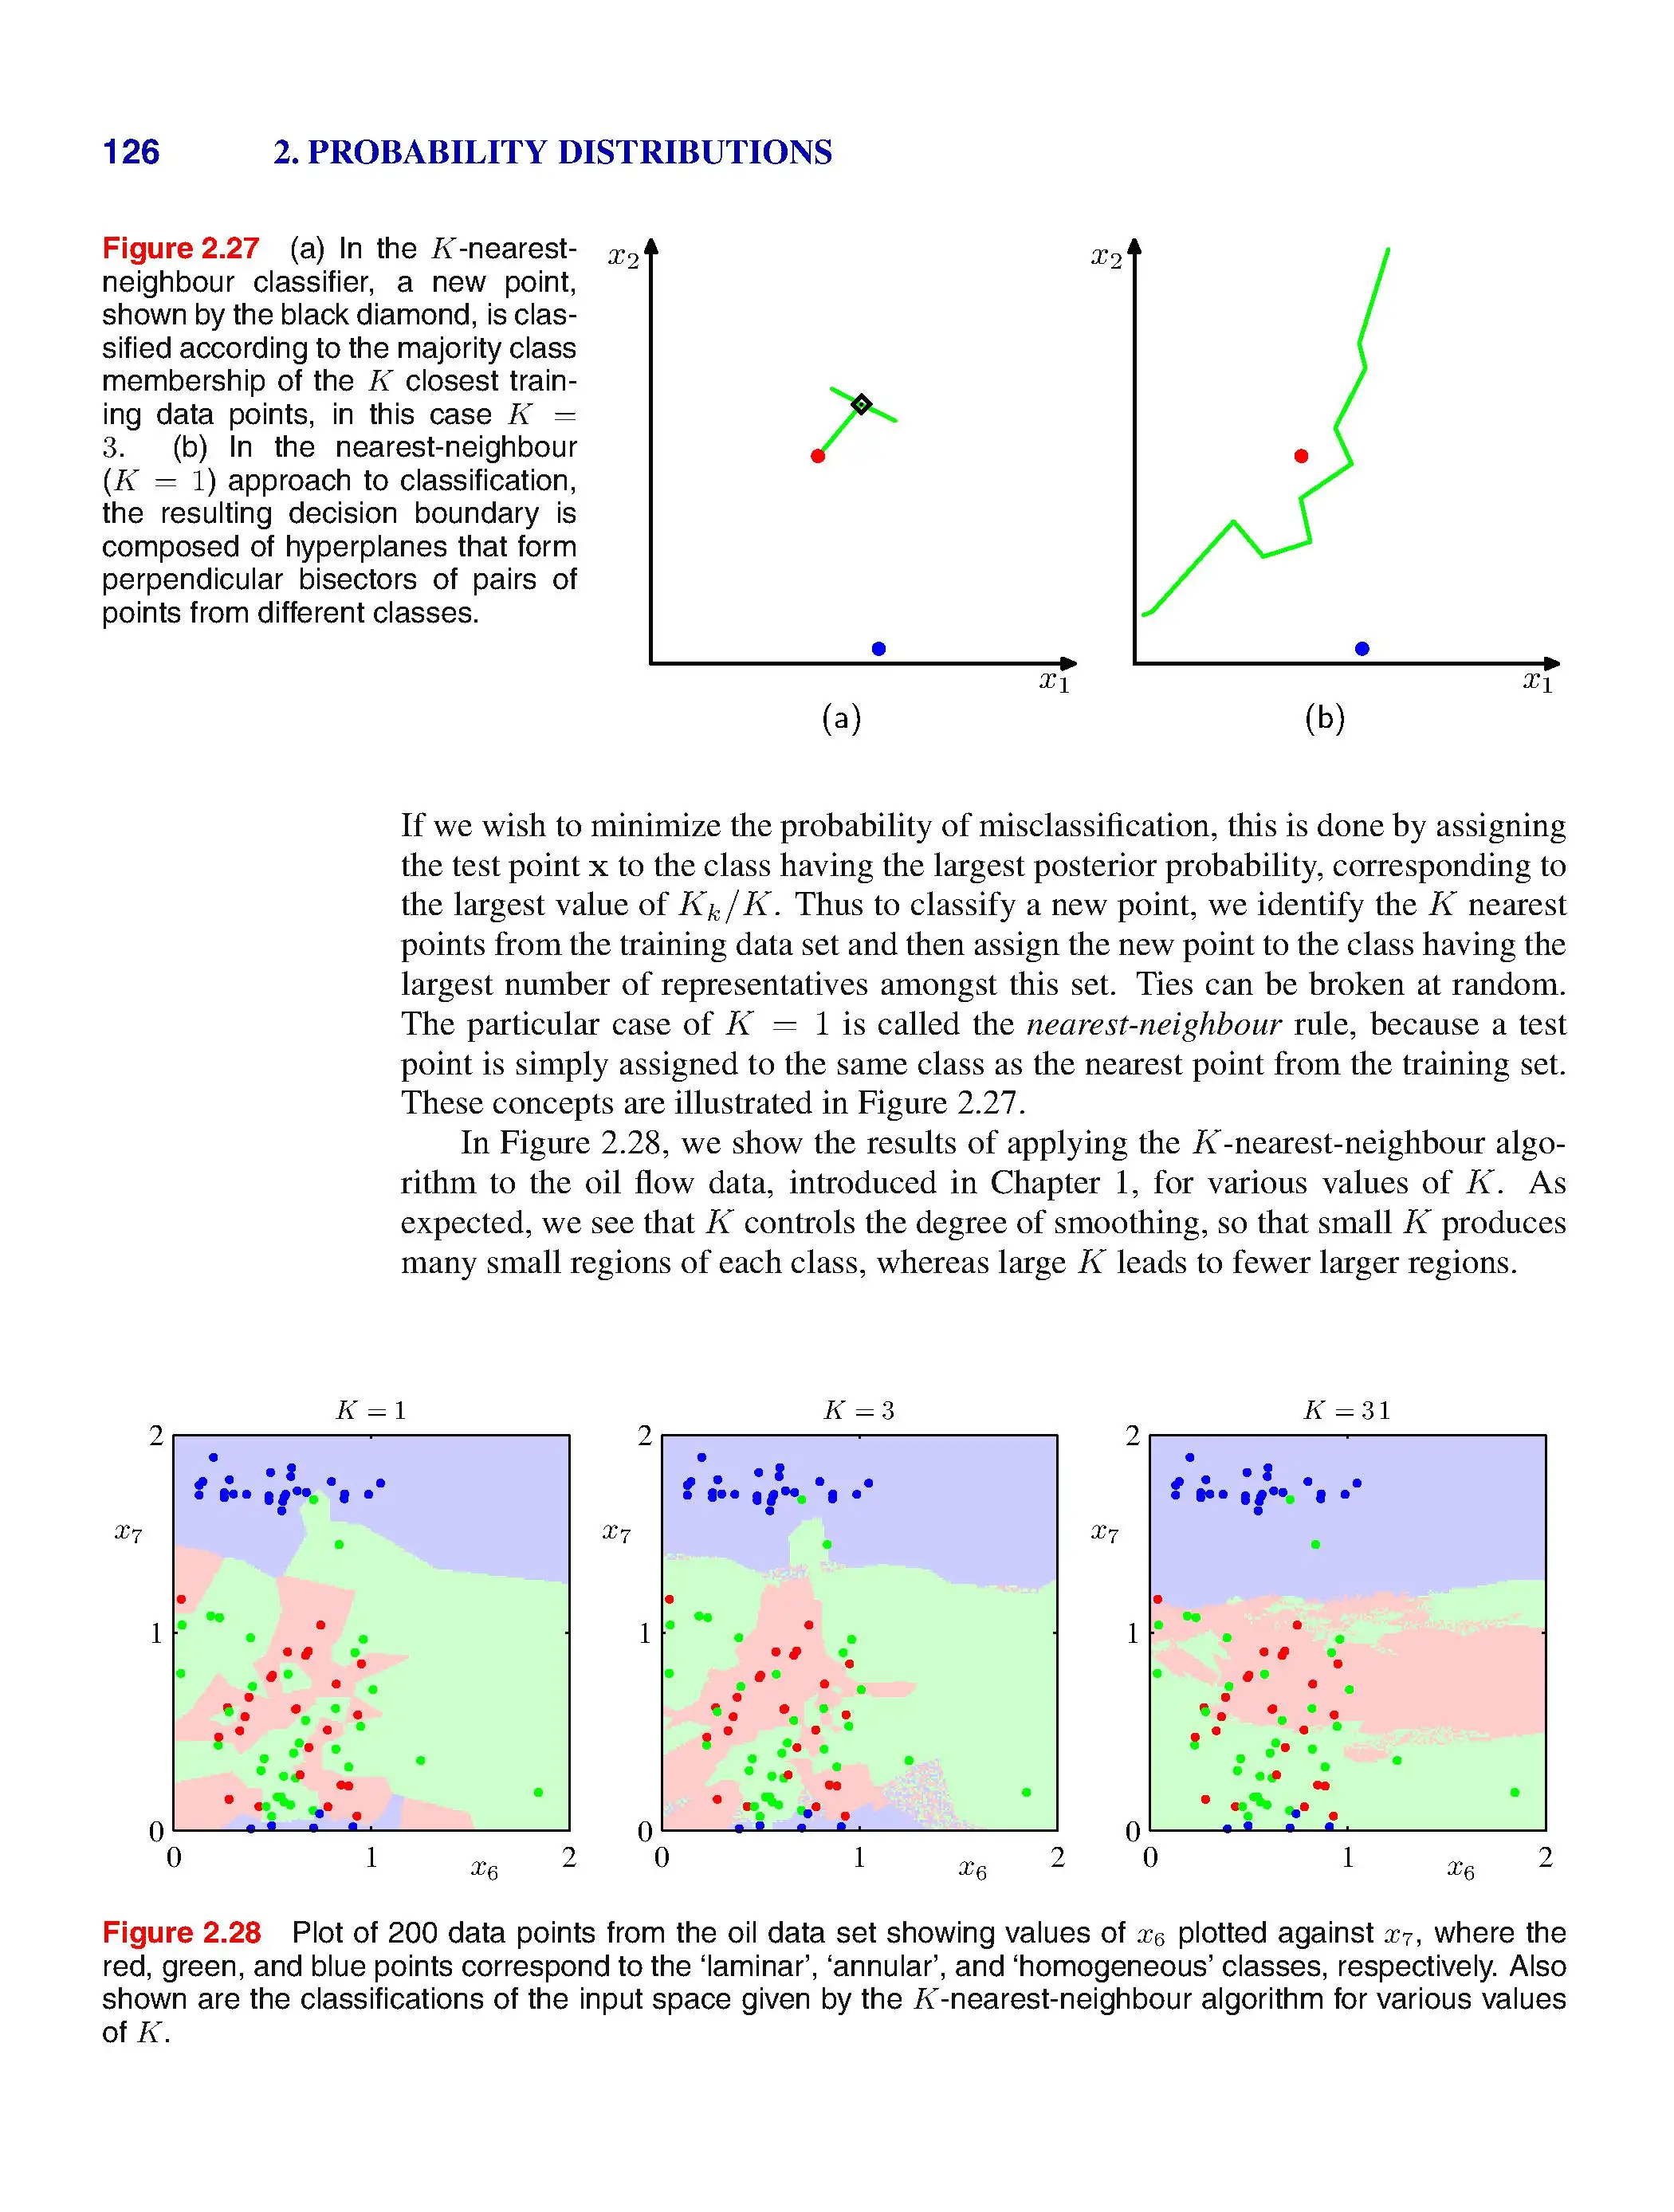 126 2. PROBABILITY DISTRIBUTIONS
Figure 2.27 (a) In the K-nearest-
neighbour classifier, a new point,
shown by the black diamond, is clas-
sified according to the majority class
membership of the K closest train-
ing data points, in this case K =
3. (b) In the nearest-neighbour
(K = 1) approach to classification,
the resulting decision boundary is
composed of hyperplanes that form
perpendicular bisectors of pairs of
points from different classes.
x2
x1
(a)
x2
x1
(b)
If we wish to minimize the probability of misclassification, this is done by assigning
the test point x to the class having the largest posterior probability, corresponding to
the largest value of Kk/K. Thus to classify a new point, we identify the K nearest
points from the training data set and then assign the new point to the class having the
largest number of representatives amongst this set. Ties can be broken at random.
The particular case of K = 1 is called the nearest-neighbour rule, because a test
point is simply assigned to the same class as the nearest point from the training set.
These concepts are illustrated in Figure 2.27.
In Figure 2.28, we show the results of applying the K-nearest-neighbour algo-
rithm to the oil flow data, introduced in Chapter 1, for various values of K. As
expected, we see that K controls the degree of smoothing, so that small K produces
many small regions of each class, whereas large K leads to fewer larger regions.
K = 1
2
x7
1
0
0 1 x6 2
K = 3
2
x7
1
0
0 1 x6 2
K = 31
2
x7
1
0
0 1 x6 2
Figure 2.28 Plot of 200 data points from the oil data set showing values of x6 plotted against x7, where the
red, green, and blue points correspond to the ‘laminar’, ‘annular’, and ‘homogeneous’ classes, respectively. Also
shown are the classifications of the input space given by the K-nearest-neighbour algorithm for various values
of K.